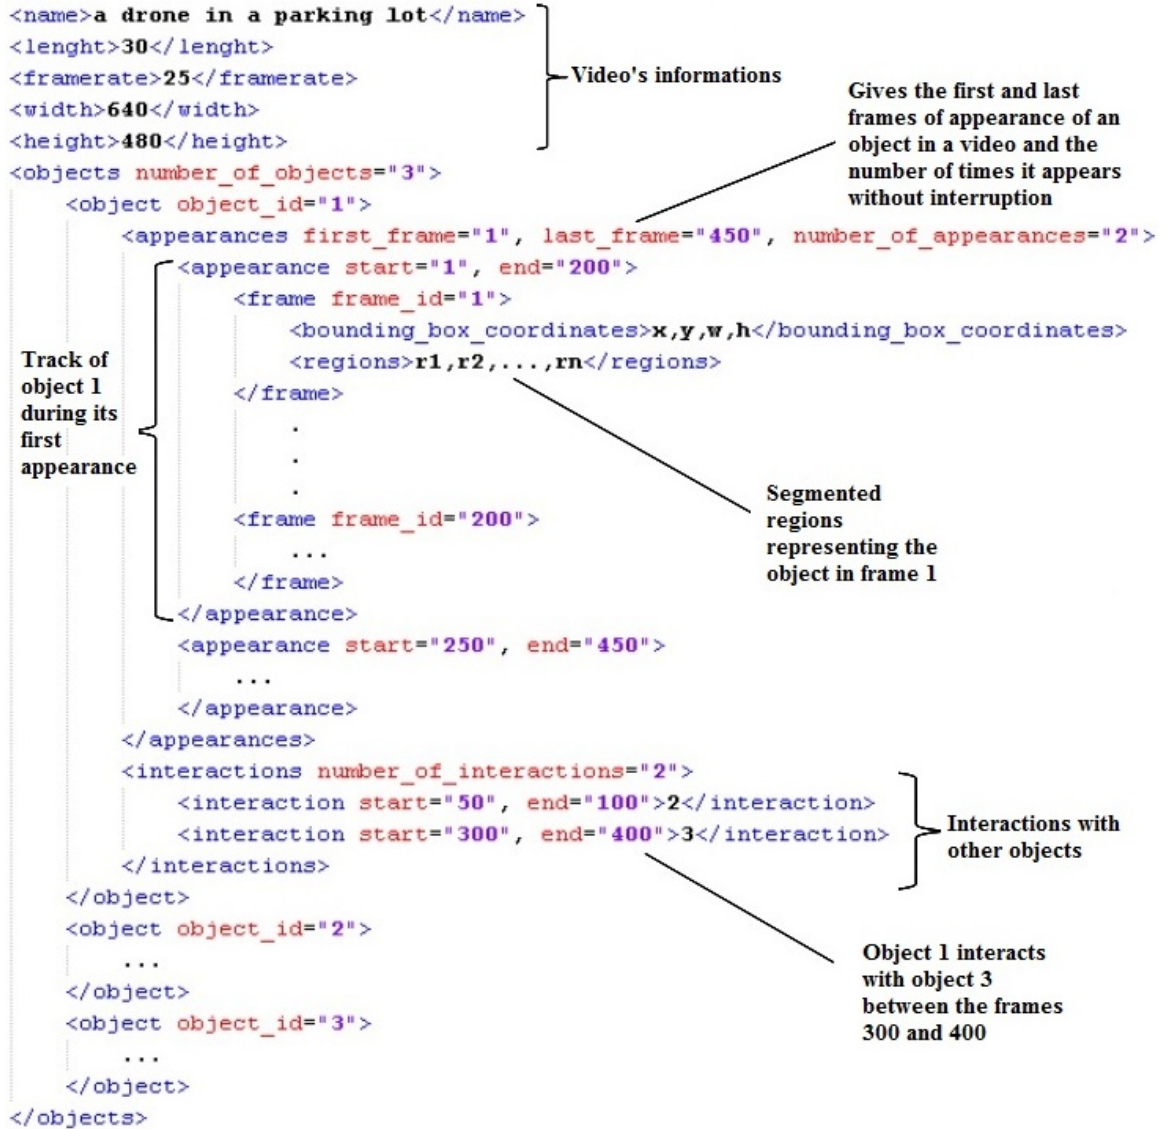 <name>a drone in a parking lot</name>
<lenght>30</lenght>
<framerate>25</framerate>
<width>640</width>
<height>480</height>
Video's informations
<objects number_of_objects="3">
<object object_id="1">
<appearances first_frame="1", last_frame="450", number_of_appearances="2">
Gives the first and last
frames of appearance of an
object in a video and the
number of times it appears
without interruption
<appearance start="1", end="200">
<frame frame_id="1">
<bounding_box_coordinates>x,y,w,h</bounding_box_coordinates>
<regions>r1,r2,...,rn</regions>
</frame>
.
.
.
<frame frame_id="200">
...
</frame>
</appearance>
Track of
object 1
during its
first
appearance
Segmented
regions
representing the
object in frame 1
<appearance start="250", end="450">
...
</appearance>
</appearances>
<interactions number_of_interactions="2">
<interaction start="50", end="100">2</interaction>
<interaction start="300", end="400">3</interaction>
</interactions>
Interactions with
other objects
</object>
<object object_id="2">
...
</object>
<object object_id="3">
...
</object>
</objects>
Object 1 interacts
with object 3
between the frames
300 and 400